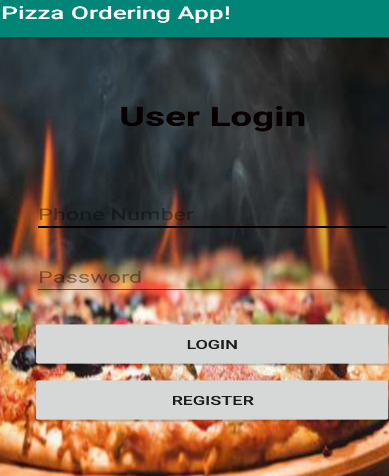 Pizza Ordering App!
User Login
Phone Number
Password
LOGIN
REGISTER